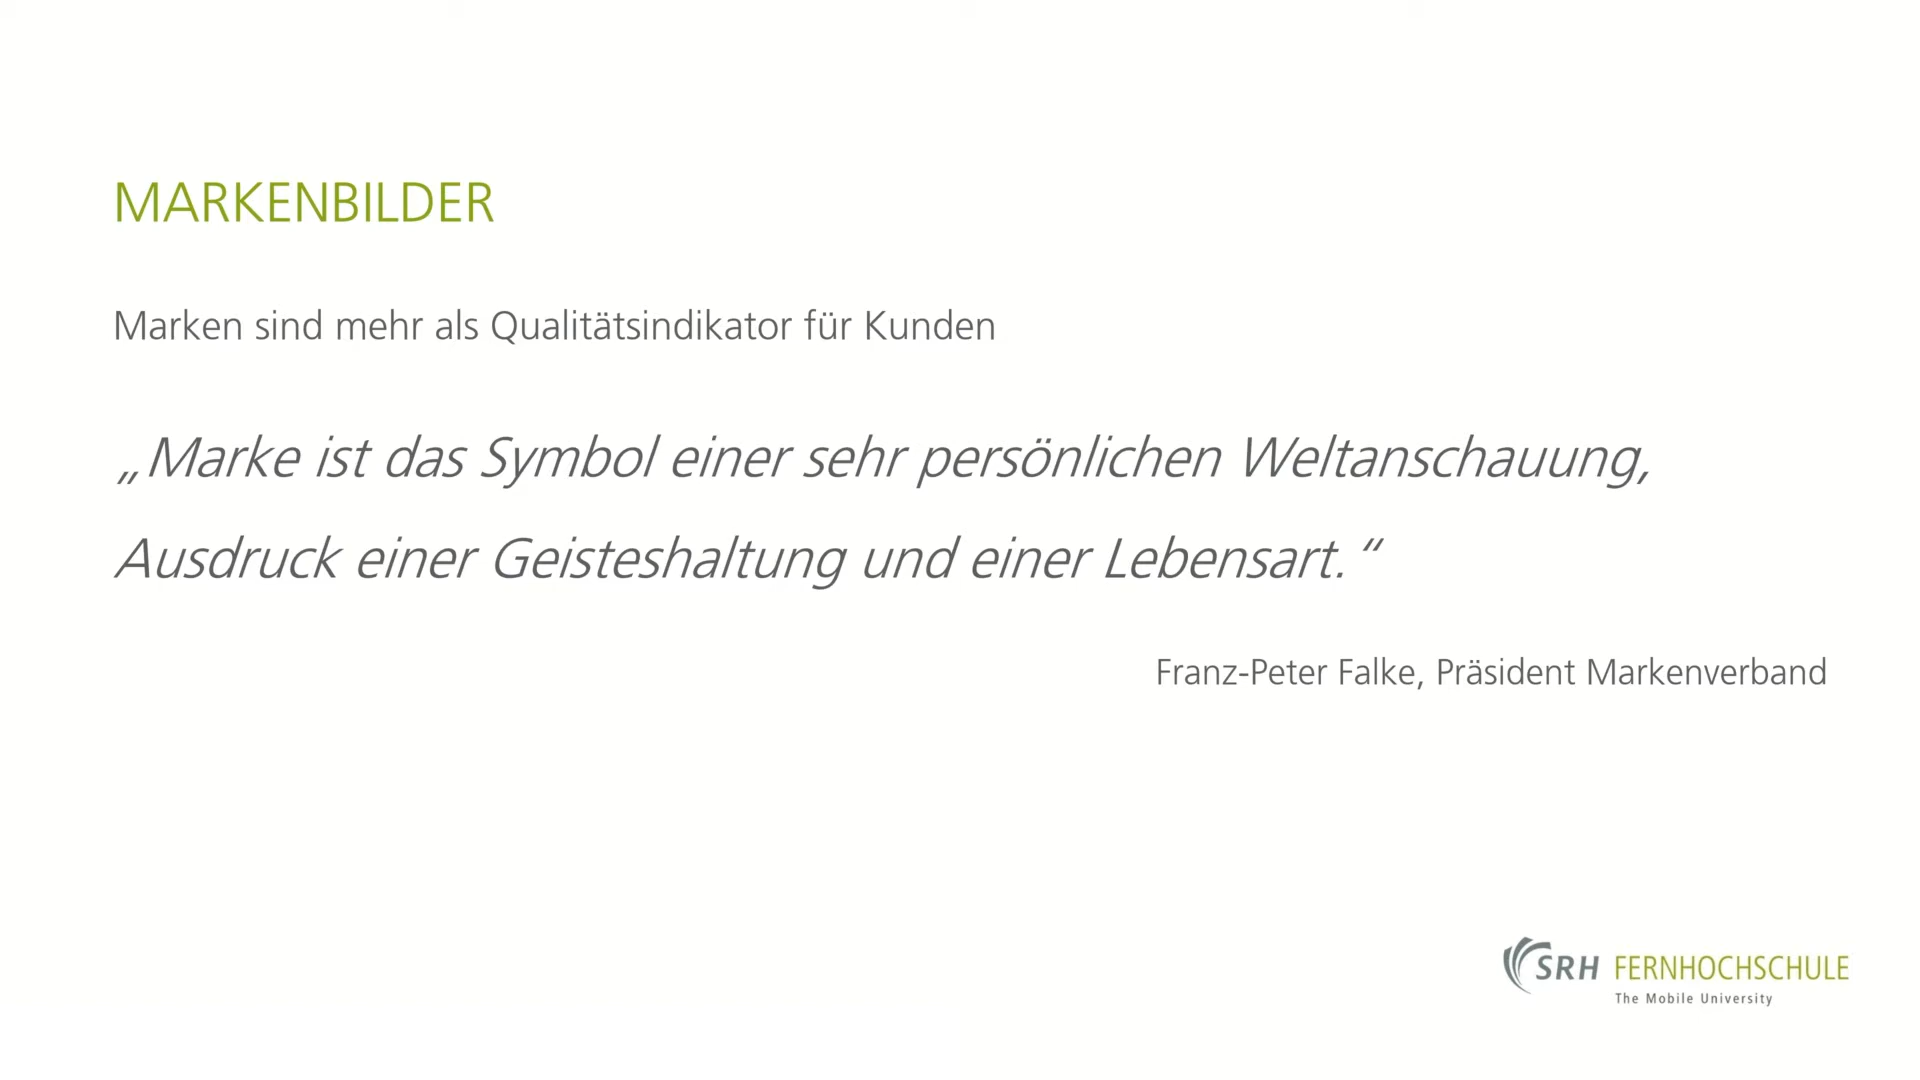 MARKENBILDER
Marken sind mehr als Qualitätsindikator für Kunden
„Marke ist das Symbol einer sehr persönlichen Weltanschauung,
Ausdruck einer Geisteshaltung und einer Lebensart.“
Franz-Peter Falke, Präsident Markenverband
SRH FERNHOCHSCHULE
The Mobile University